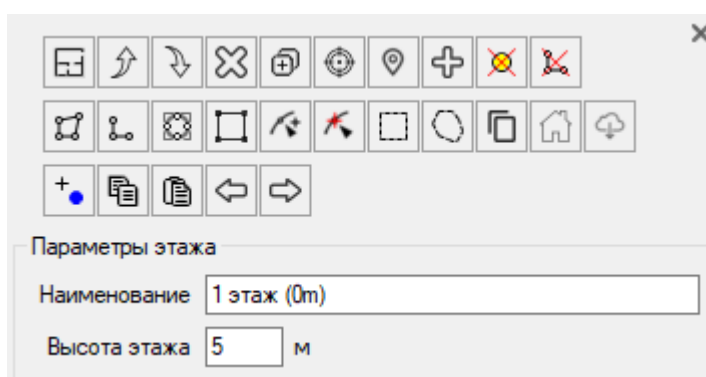 Параметры этажа
Наименование 1 этаж (0m)
Высота этажа 5 м